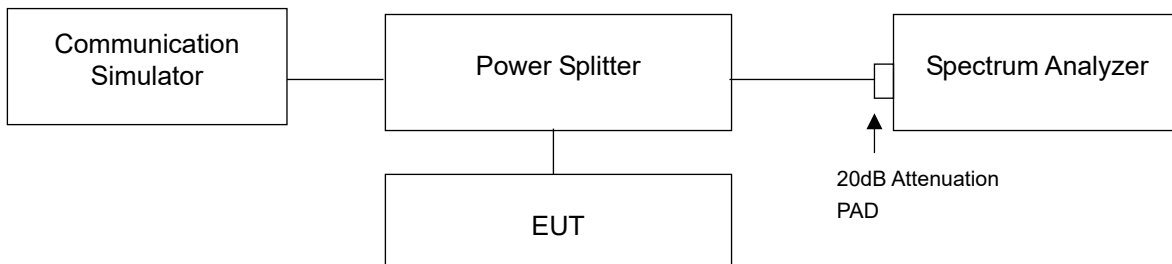 Communication
Simulator
Power Splitter
Spectrum Analyzer
20dB Attenuation
PAD
EUT